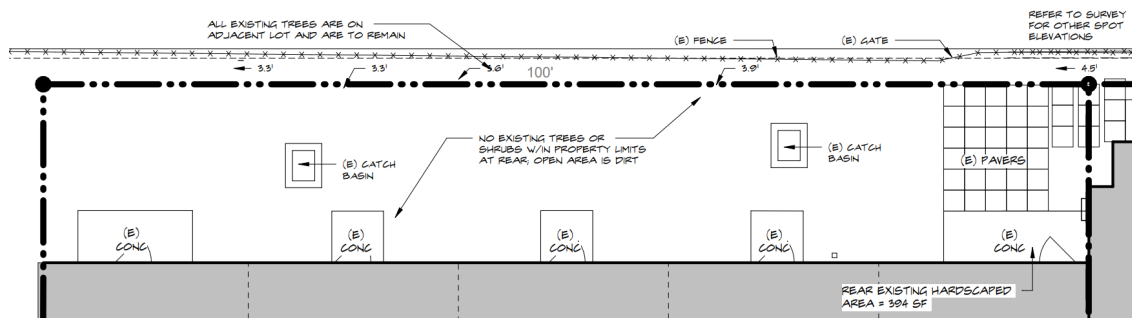 ALL EXISTING TREES ARE ON
ADJACENT LOT AND ARE TO REMAIN
(E) FENCE
(E) GATE
REFER TO SURVEY
FOR OTHER SPOT
ELEVATIONS
3.3'
3.3'
3.6'
100'
3.9'
4.5'
NO EXISTING TREES OR
SHRUBS W/IN PROPERTY LIMITS
AT REAR; OPEN AREA IS DIRT
(E) CATCH
BASIN
(E) CATCH
BASIN
(E) PAVERS
(E)
CONC
(E)
CONC
(E)
CONC
(E)
CONC
(E)
CONC
REAR EXISTING HARDSCAPED
AREA = 394 SF